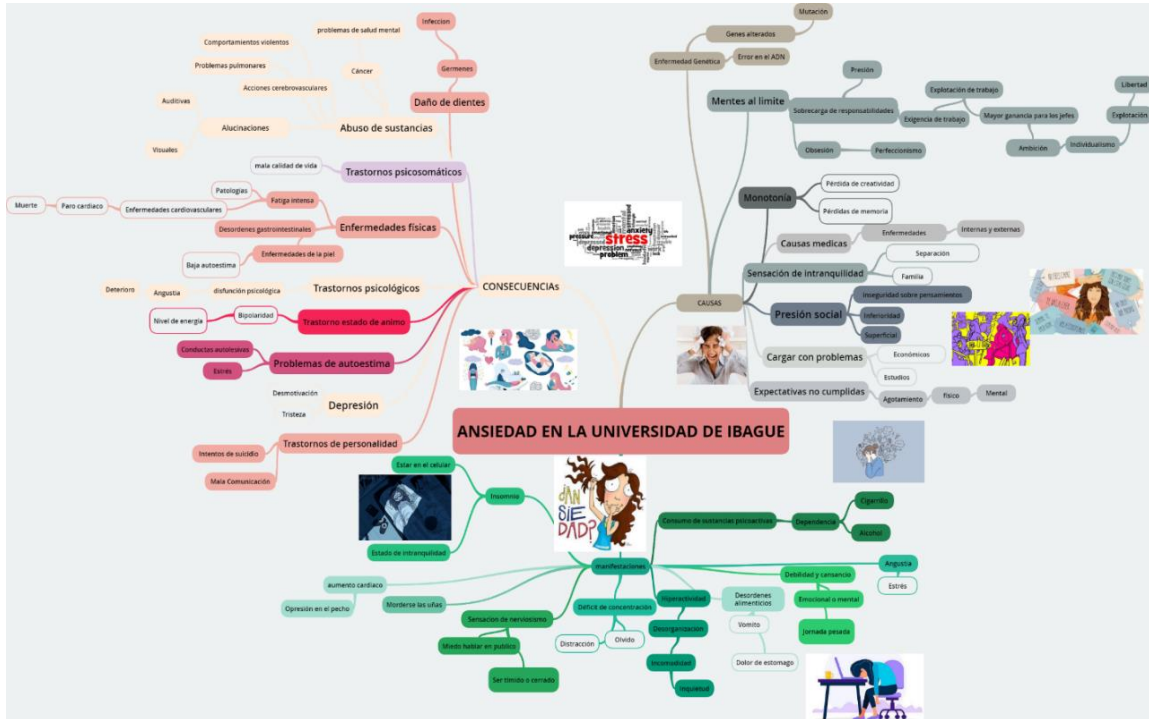 ANSIEDAD EN LA UNIVERSIDAD DE IBAGUE
CONSECUENCIAs
Daño de dientes
Germenes
Infeccion
Abuso de sustancias
problemas de salud mental
Cáncer
Comportamientos violentos
Problemas pulmonares
Acciones cerebrovasculares
Alucinaciones
Auditivas
Visuales
Trastornos psicosomáticos
mala calidad de vida
Enfermedades físicas
Fatiga intensa
Patologías
Enfermedades cardiovasculares
Paro cardiaco
Muerte
Desordenes gastrointestinales
Enfermedades de la piel
Baja autoestima
Trastornos psicológicos
disfunción psicológica
Angustia
Deterioro
Trastorno estado de animo
Bipolaridad
Nivel de energía
Problemas de autoestima
Conductas autolesivas
Estrés
Depresión
Desmotivación
Tristeza
Trastornos de personalidad
Intentos de suicidio
Mala Comunicación
CAUSAS
Enfermedad Genética
Genes alterados
Mutación
Error en el ADN
Mentes al limite
Sobrecarga de responsabilidades
Presión
Exigencia de trabajo
Explotación de trabajo
Mayor ganancia para los jefes
Ambición
Individualismo
Explotación
Libertad
Obsesión
Perfeccionismo
Monotonía
Pérdida de creatividad
Pérdidas de memoria
Causas medicas
Enfermedades
Internas y externas
Sensación de intranquilidad
Separación
Familia
Presión social
Inseguridad sobre pensamientos
Inferioridad
Superficial
Cargar con problemas
Económicos
Estudios
Expectativas no cumplidas
Agotamiento
físico
Mental
stress
anxiety
pressure
depression
problem
¿AN
SIE
DAD?
manifestaciones
Insomnio
Estar en el celular
Estado de intranquilidad
aumento cardiaco
Opresión en el pecho
Morderse las uñas
Sensacion de nerviosismo
Miedo hablar en publico
Ser timido o cerrado
Déficit de concentración
Distracción
Olvido
Hiperactividad
Desorganizacion
Incomodidad
Inquietud
Desordenes
alimenticios
Vomito
Dolor de estomago
Debilidad y cansancio
Emocional o mental
Jornada pesada
Angustia
Estrés
Consumo de sustancias psicoactivas
Dependencia
Cigarrillo
Alcohol